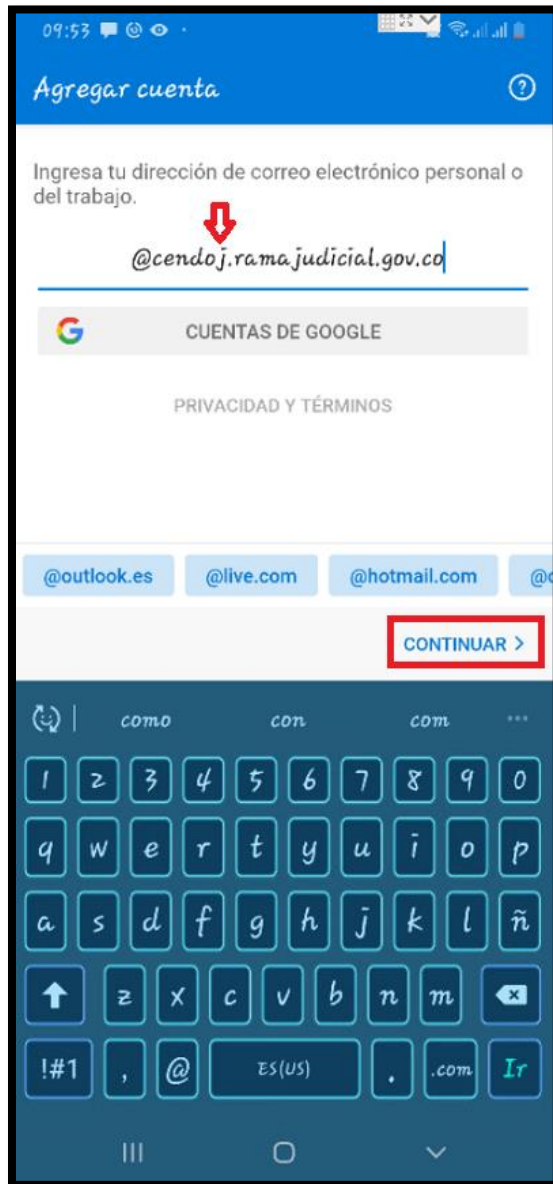 09:53
Agregar cuenta
Ingresa tu dirección de correo electrónico personal o
del trabajo.
@cendoj.ramajudicial.gov.co
G CUENTAS DE GOOGLE
PRIVACIDAD Y TÉRMINOS
@outlook.es @live.com @hotmail.com
CONTINUAR >
como con com ...
1 2 3 4 5 6 7 8 9 0
q w e r t y u i o p
a s d f g h j k l ñ
z x c v b n m
!#1 , @ ES(US) . .com Ir